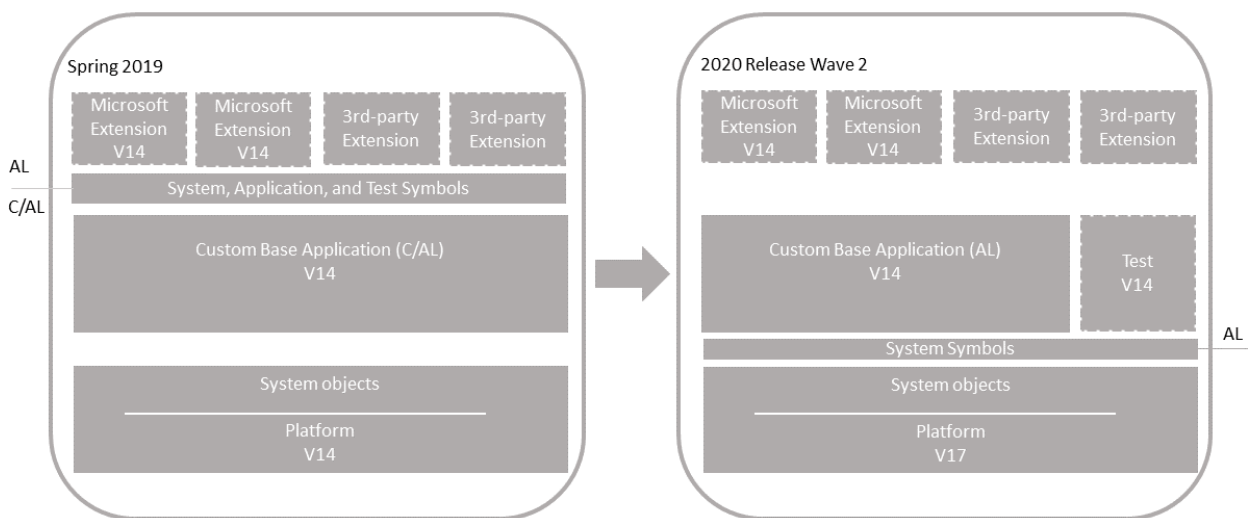 Spring 2019
Microsoft
Extension
V14
Microsoft
Extension
V14
3rd-party
Extension
3rd-party
Extension
AL
System, Application, and Test Symbols
C/AL
Custom Base Application (C/AL)
V14
System objects
Platform
V14
2020 Release Wave 2
Microsoft
Extension
V14
Microsoft
Extension
V14
3rd-party
Extension
3rd-party
Extension
Custom Base Application (AL)
V14
Test
V14
System Symbols
AL
System objects
Platform
V17